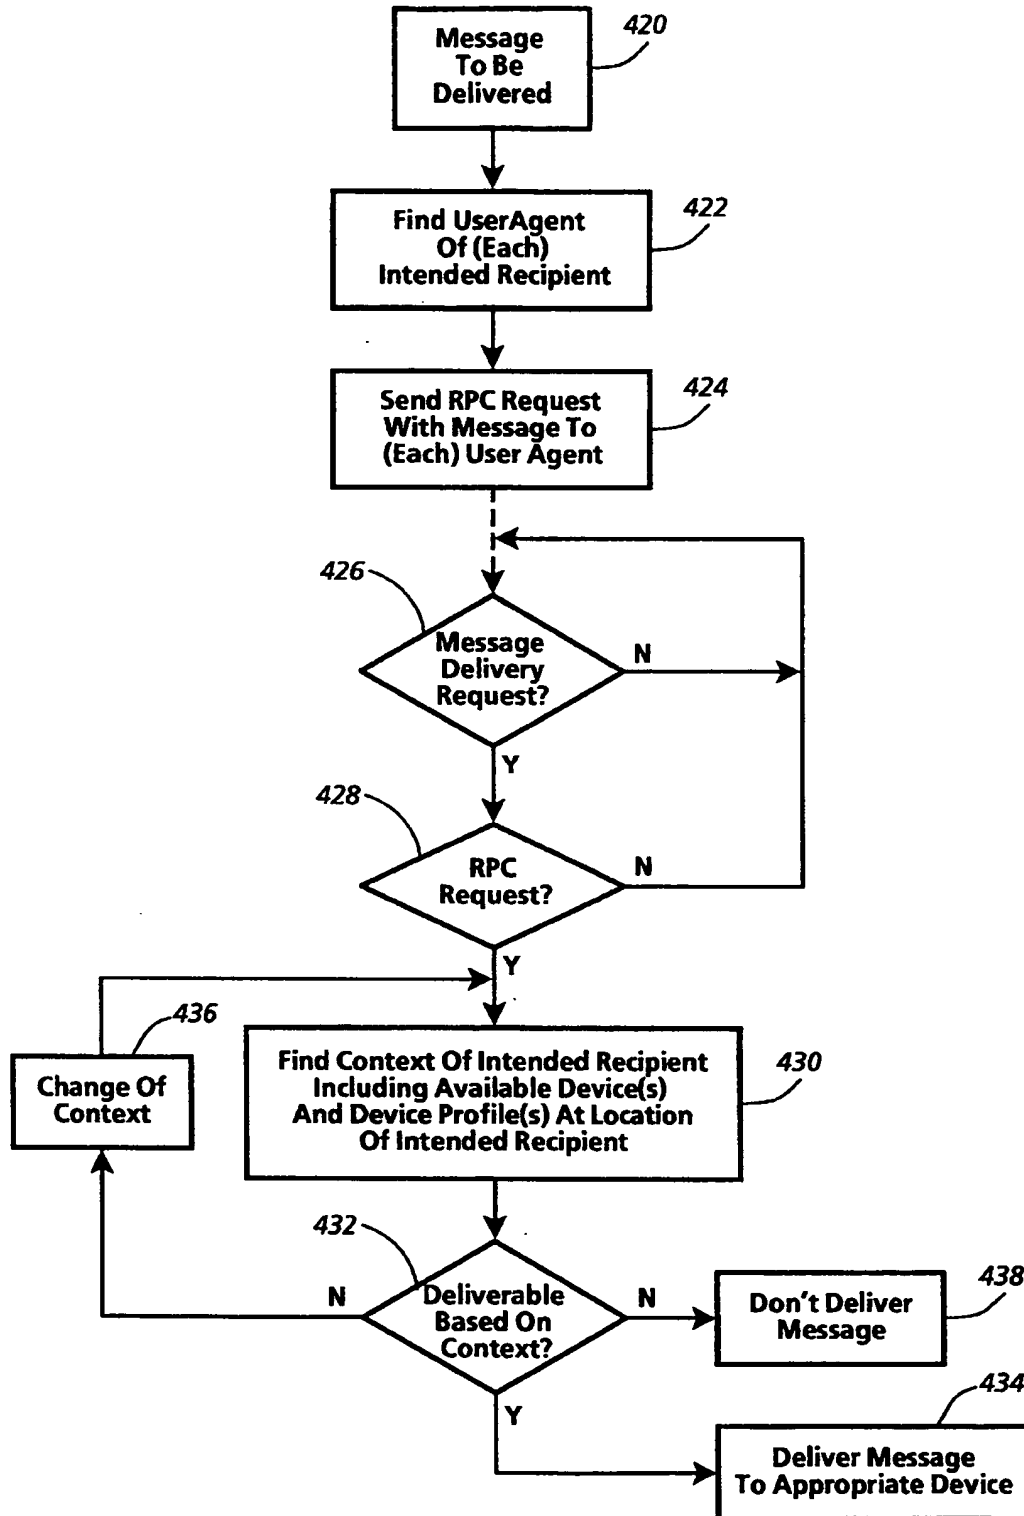 Message
To Be
Delivered
420
Find UserAgent
Of (Each)
Intended Recipient
422
Send RPC Request
With Message To
(Each) User Agent
424
426
Message
Delivery
Request?
N
Y
428
RPC
Request?
N
Y
436
Change Of
Context
Find Context Of Intended Recipient
Including Available Device(s)
And Device Profile(s) At Location
Of Intended Recipient
430
432
N
Deliverable
Based On
Context?
N
Y
438
Don't Deliver
Message
434
Deliver Message
To Appropriate Device